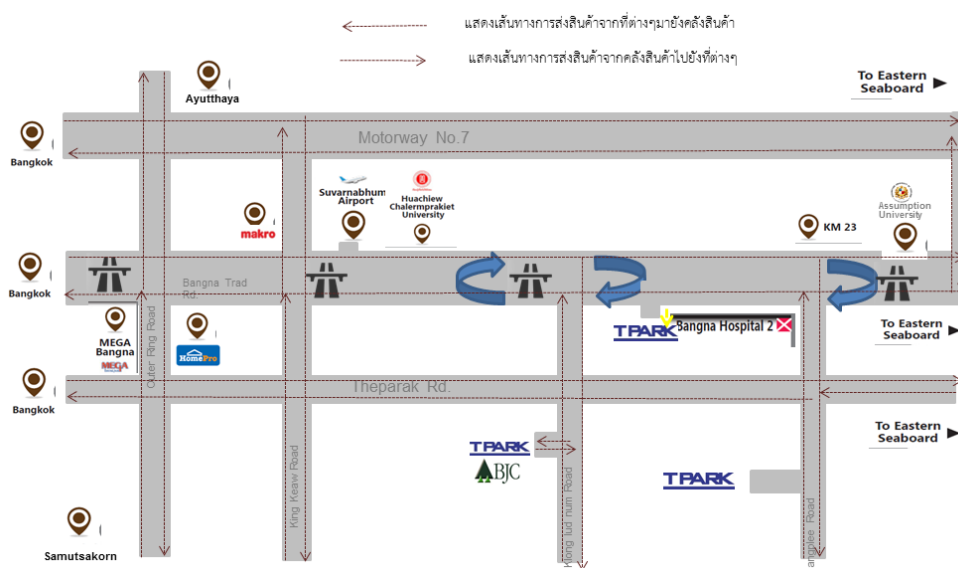 แสดงเส้นทางการส่งสินค้าจากที่ต่างๆมายังคลังสินค้า
แสดงเส้นทางการส่งสินค้าจากคลังสินค้าไปยังที่ต่างๆ
To Eastern
Seaboard
Ayutthaya
Motorway No.7
Bangkok
Suvarnabhum
Airport
Huachiew
Chalermprakiet
University
Assumption
University
makro
KM 23
Bangkok
Bangna Trad
Rd.
MEGA
Bangna
MEGA
HomePro
Outer Ring Road
TPARK
Bangna Hospital 2
To Eastern
Seaboard
Theparak Rd.
Bangkok
To Eastern
Seaboard
TPARK
BJC
TPARK
King Keaw Road
Klong lud num Road
angplee Road
Samutsakorn